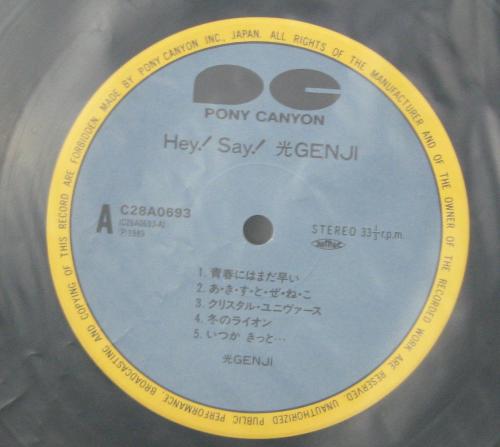 MADE BY PONY CANYON INC., JAPAN. ALL RIGHTS OF THE MANUFACTURER AND OF THE OWNER OF THE RECORDED WORK ARE RESERVED. UNAUTHORIZED PUBLIC PERFORMANCE, BROADCASTING AND COPYING OF THIS RECORD ARE FORBIDDEN.
PC
PONY CANYON
Hey! Say! 光GENJI
A
C28A0693
(C28A0693-A)
Ⓟ1989
STEREO 33⅓r.p.m.
1. 青春にはまだ早い
2. あ・き・す・と・ぜ・ね・こ
3. クリスタル・ユニヴァース
4. 冬のライオン
5. いつか きっと…
光GENJI